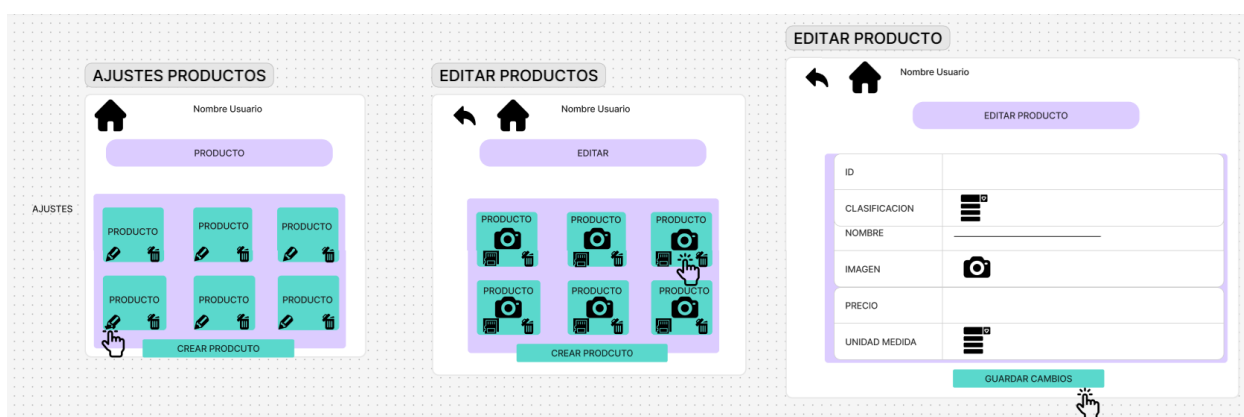 AJUSTES
AJUSTES PRODUCTOS
Nombre Usuario
PRODUCTO
PRODUCTO
PRODUCTO
PRODUCTO
PRODUCTO
PRODUCTO
PRODUCTO
CREAR PRODCUTO
EDITAR PRODUCTOS
Nombre Usuario
EDITAR
PRODUCTO
PRODUCTO
PRODUCTO
PRODUCTO
PRODUCTO
PRODUCTO
CREAR PRODCUTO
EDITAR PRODUCTO
Nombre Usuario
EDITAR PRODUCTO
ID
CLASIFICACION
NOMBRE
IMAGEN
PRECIO
UNIDAD MEDIDA
GUARDAR CAMBIOS